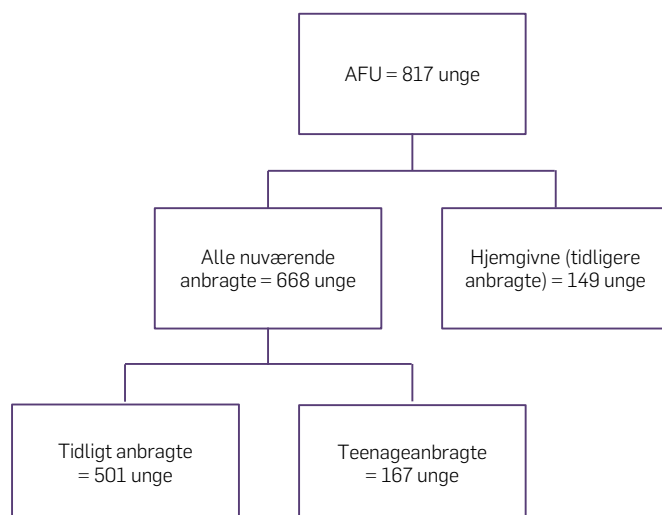 AFU = 817 unge
Alle nuværende
anbragte = 668 unge
Hjemgivne (tidligere
anbragte) = 149 unge
Tidligt anbragte
= 501 unge
Teenageanbragte
= 167 unge